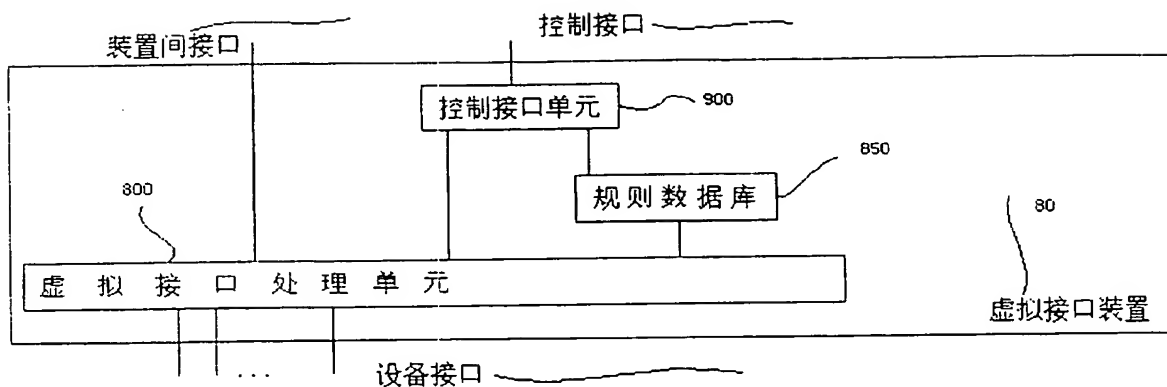 控制接口
装置间接口
控制接口单元
900
850
规则数据库
800
80
虚拟接口处理单元
虚拟接口装置
...
设备接口